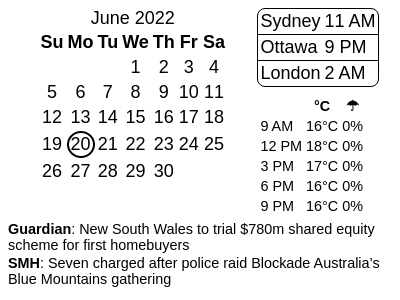 June 2022
Su Mo Tu We Th Fr Sa
1 2 3 4
5 6 7 8 9 10 11
12 13 14 15 16 17 18
19 20 21 22 23 24 25
26 27 28 29 30
Sydney 11 AM
Ottawa 9 PM
London 2 AM
°C ☂
9 AM 16°C 0%
12 PM 18°C 0%
3 PM 17°C 0%
6 PM 16°C 0%
9 PM 16°C 0%
Guardian: New South Wales to trial $780m shared equity
scheme for first homebuyers
SMH: Seven charged after police raid Blockade Australia’s
Blue Mountains gathering